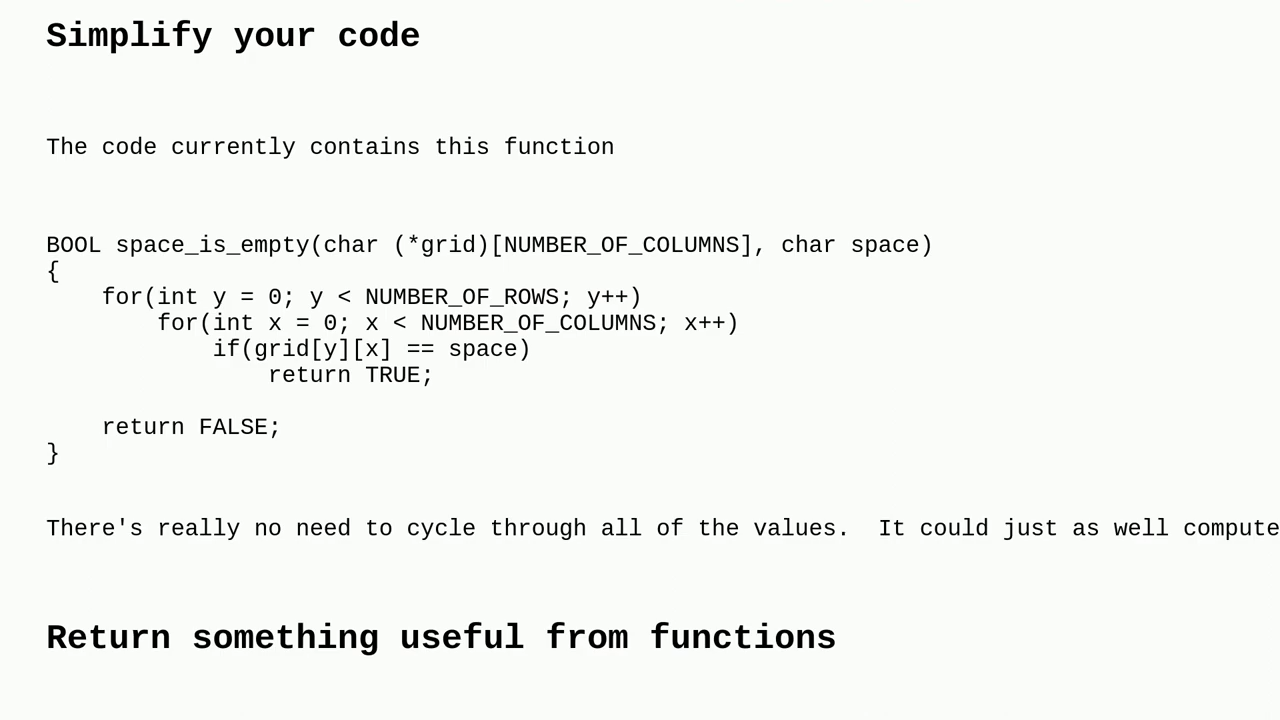 Simplify your code
The code currently contains this function
BOOL space_is_empty(char (*grid)[NUMBER_OF_COLUMNS], char space)
{
    for(int y = 0; y < NUMBER_OF_ROWS; y++)
        for(int x = 0; x < NUMBER_OF_COLUMNS; x++)
            if(grid[y][x] == space)
                return TRUE;
    return FALSE;
}
There's really no need to cycle through all of the values.  It could just as well compute
Return something useful from functions